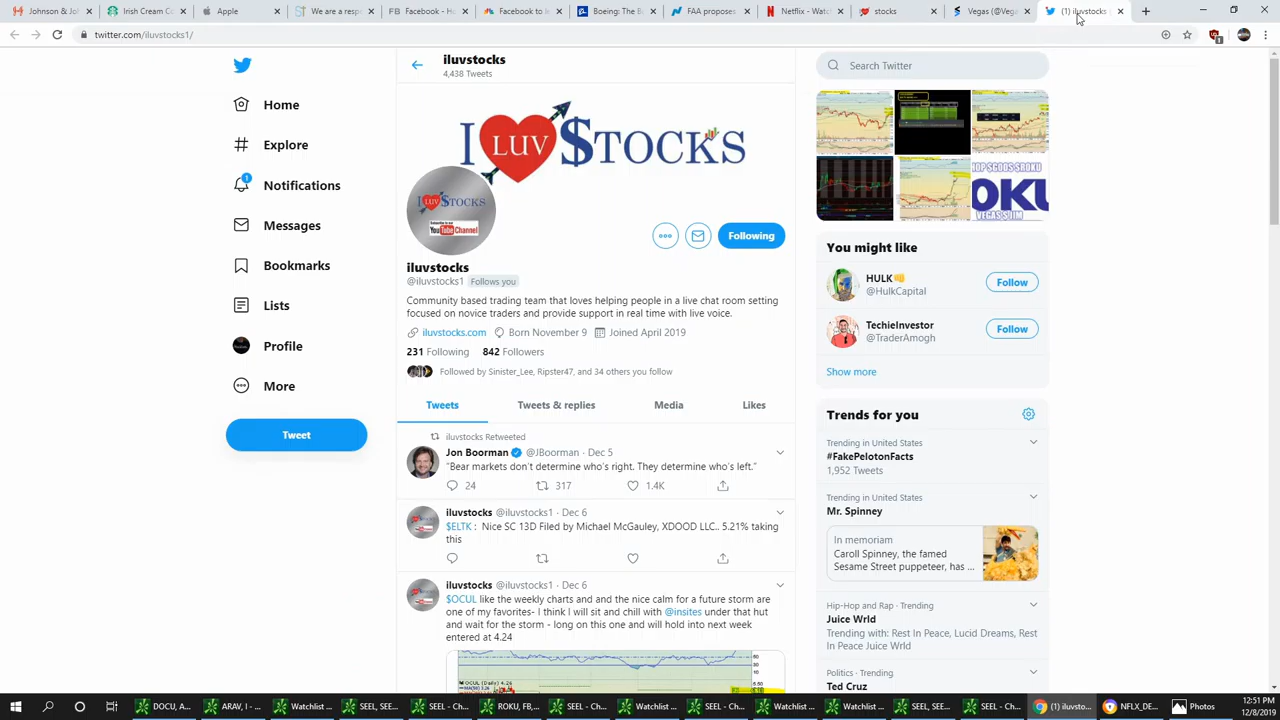 Johnson & Jo
Irish Cream Co
Apple
We are a resp
Facebook - Ho
Facebook to le
Boeing: The Bo
FAA proposes
Netflix - Watc
stocks
Vegas (@Vega
(1) iluvstocks
twitter.com/iluvstocks1/
1
iluvstocks
4,438 Tweets
Search Twitter
Home
Explore
1
Notifications
Messages
Bookmarks
Lists
Profile
More
Tweet
I LUV $TOCKS
I LUV $TOCKS
YouTube Channel
Following
iluvstocks
@iluvstocks1 Follows you
Community based trading team that loves helping people in a live chat room setting
focused on novice traders and provide support in real time with live voice.
iluvstocks.com Born November 9 Joined April 2019
231 Following 842 Followers
Followed by Sinister_Lee, Ripster47, and 34 others you follow
Tweets Tweets & replies Media Likes
iluvstocks Retweeted
Jon Boorman @JBoorman · Dec 5
"Bear markets don't determine who's right. They determine who's left."
24 317 1.4K
iluvstocks @iluvstocks1 · Dec 6
$ELTK : Nice SC 13D Filed by Michael McGauley, XDOOD LLC.. 5.21% taking
this
iluvstocks @iluvstocks1 · Dec 6
$OCUL like the weekly charts and and the nice calm for a future storm are
one of my favorites- I think I will sit and chill with @insites under that hut
and wait for the storm - long on this one and will hold into next week
entered at 4.24
You might like
HULK👊
@HulkCapital
Follow
TechieInvestor
@TraderAmogh
Follow
Show more
Trends for you
Trending in United States
#FakePelotonFacts
1,952 Tweets
Trending in United States
Mr. Spinney
In memoriam
Caroll Spinney, the famed
Sesame Street puppeteer, has ...
Hip-Hop and Rap · Trending
Juice Wrld
Trending with: Rest In Peace, Lucid Dreams, Rest
In Peace Juice Wrld
Politics · Trending
Ted Cruz
DOCU, A...
ARAV, I - ...
Watchlist ...
SEEL, SEE...
SEEL - Ch...
ROKU, FB,...
SEEL - Ch...
Watchlist ...
SEEL - Ch...
Watchlist ...
Watchlist ...
SEEL, SEE...
SEEL - Ch...
(1) iluvsto...
NFLX_DE...
Photos
12:51 PM
12/8/2019